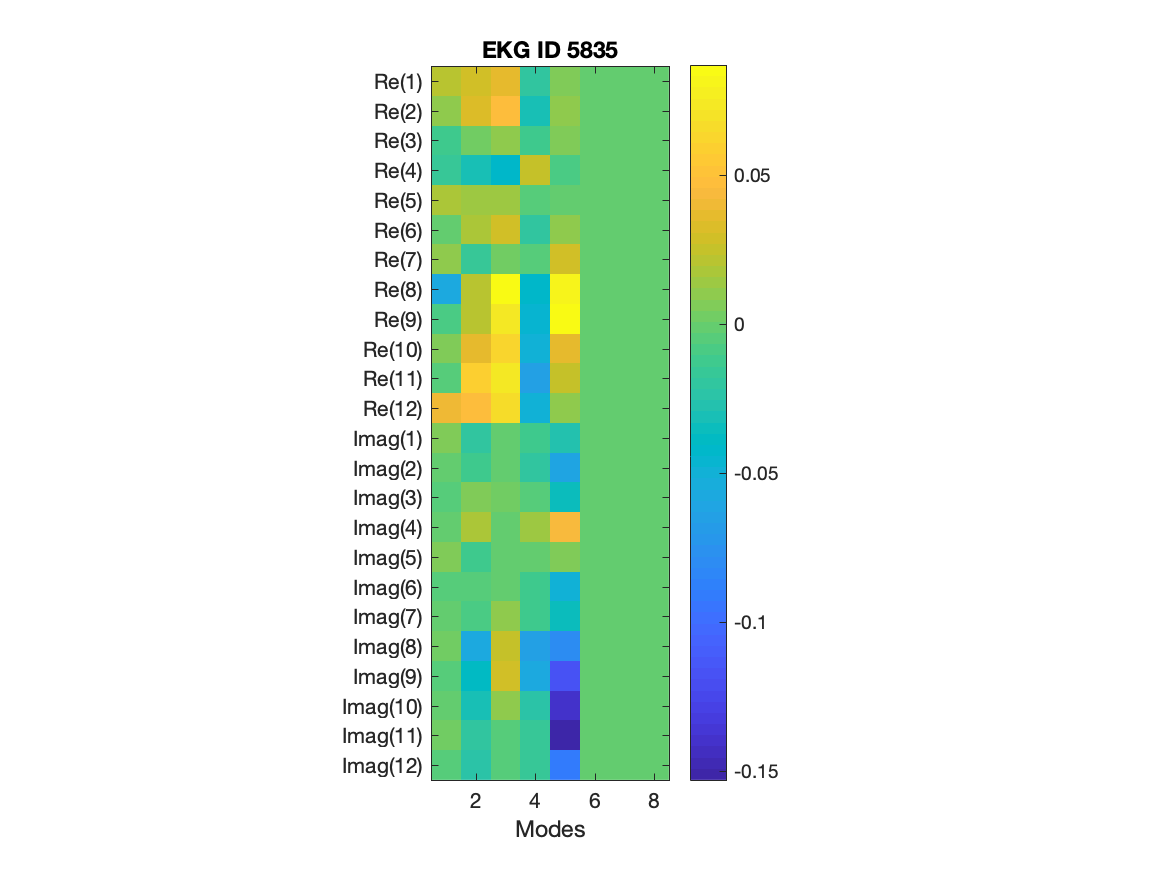 EKG ID 5835
Re(1)
Re(2)
Re(3)
Re(4)
Re(5)
Re(6)
Re(7)
Re(8)
Re(9)
Re(10)
Re(11)
Re(12)
Imag(1)
Imag(2)
Imag(3)
Imag(4)
Imag(5)
Imag(6)
Imag(7)
Imag(8)
Imag(9)
Imag(10)
Imag(11)
Imag(12)
2 4 6 8
Modes
0.05
0
-0.05
-0.1
-0.15